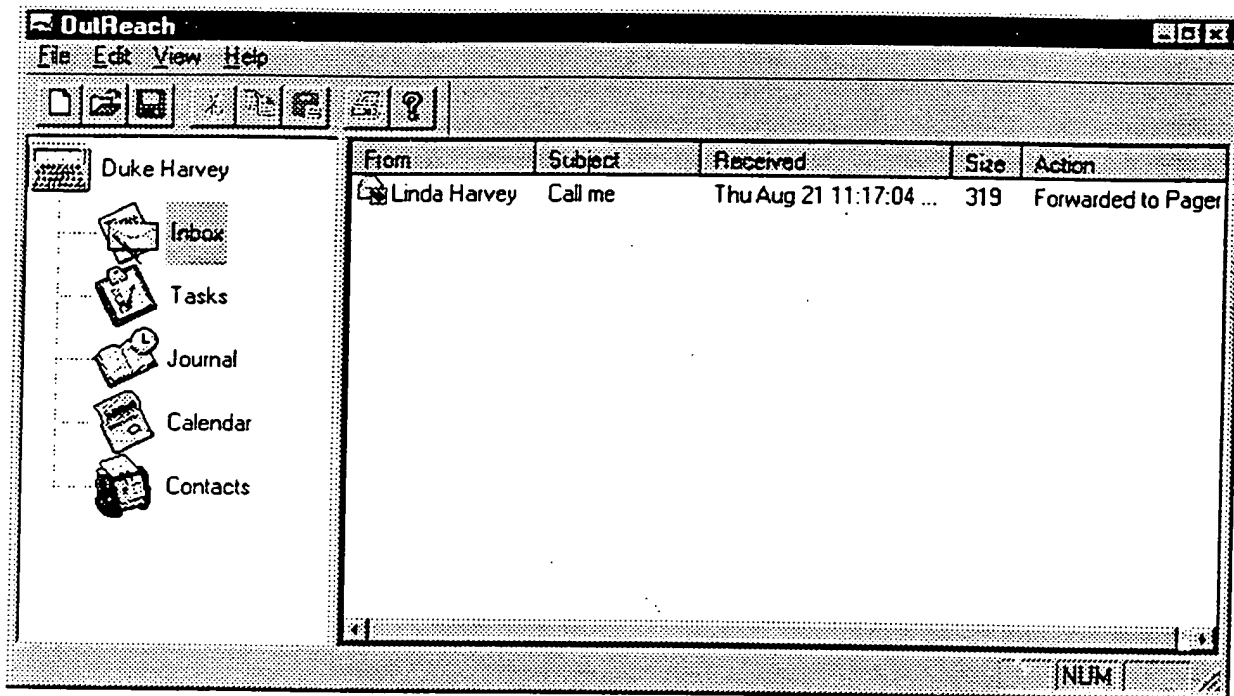 OutReach
File Edit View Help
Duke Harvey
Inbox
Tasks
Journal
Calendar
Contacts
From Subject Received Size Action
Linda Harvey Call me Thu Aug 21 11:17:04 ... 319 Forwarded to Pager
NUM